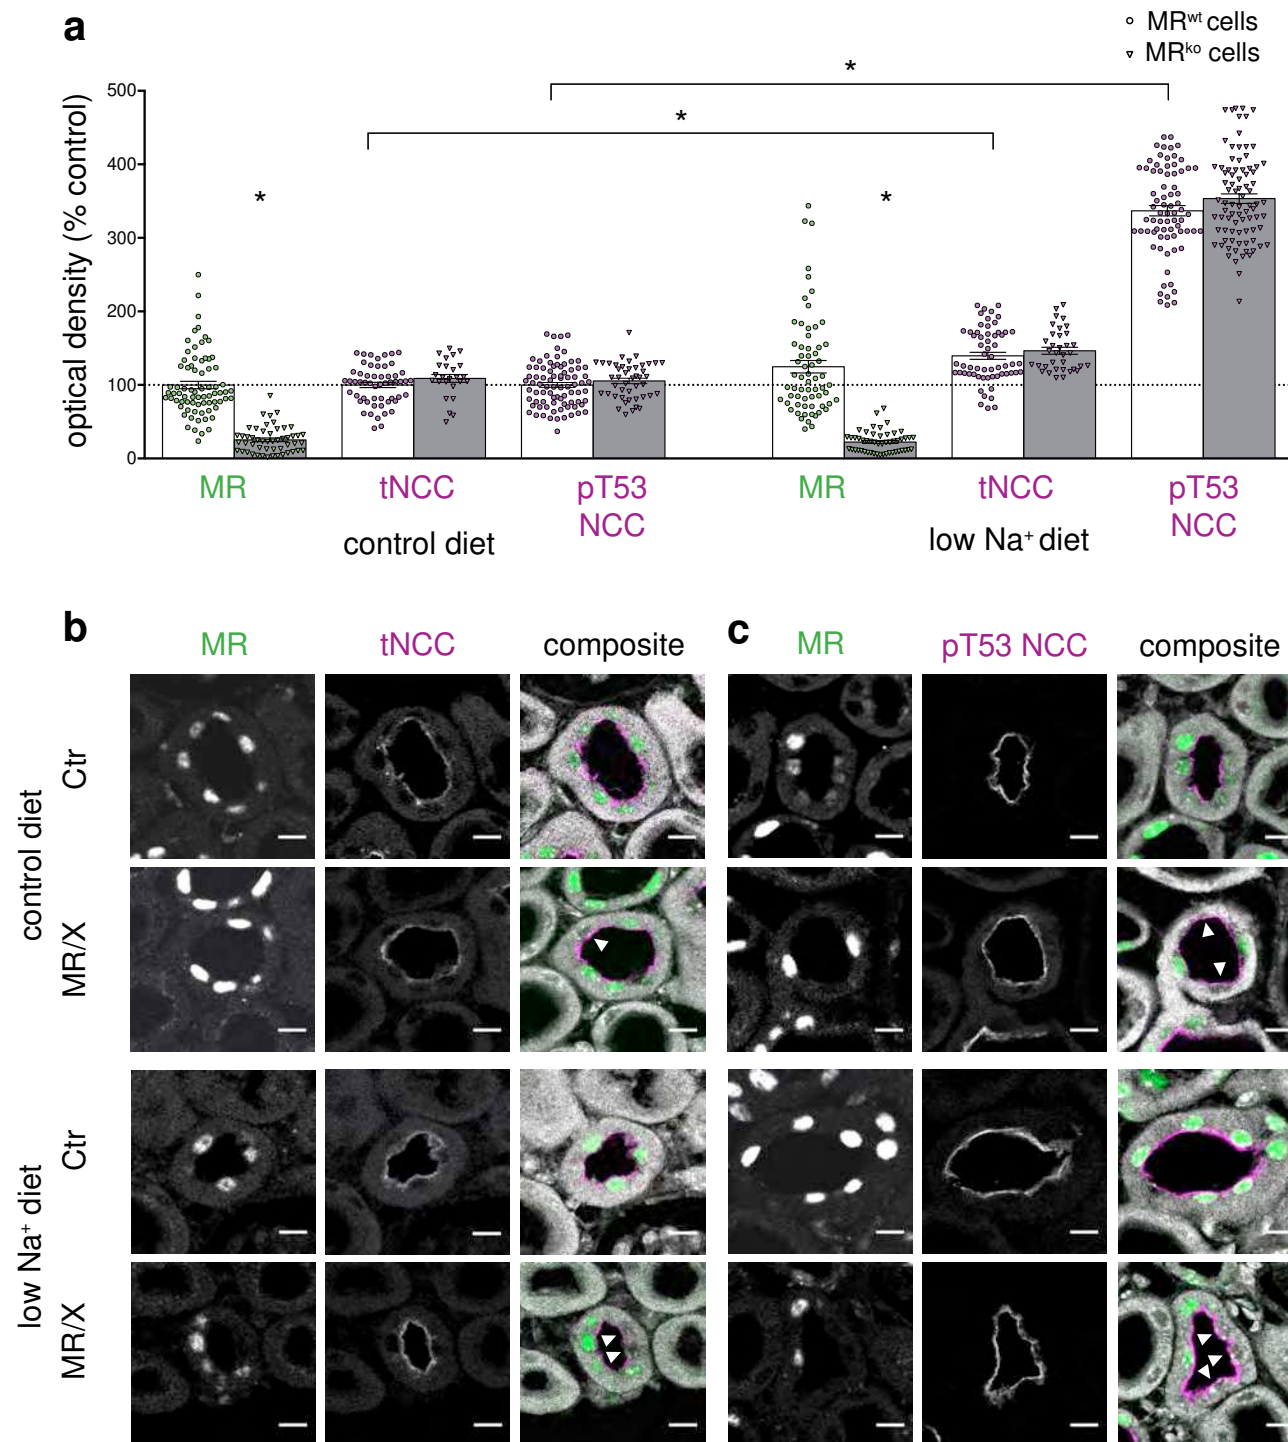 a
MRwt cells
MRko cells
*
*
*
*
optical density (% control)
500
400
300
200
100
0
MR
tNCC
pT53
NCC
MR
tNCC
pT53
NCC
control diet
low Na+ diet
b
MR
tNCC
composite
c
MR
pT53 NCC
composite
control diet
Ctr
MR/X
low Na+ diet
Ctr
MR/X